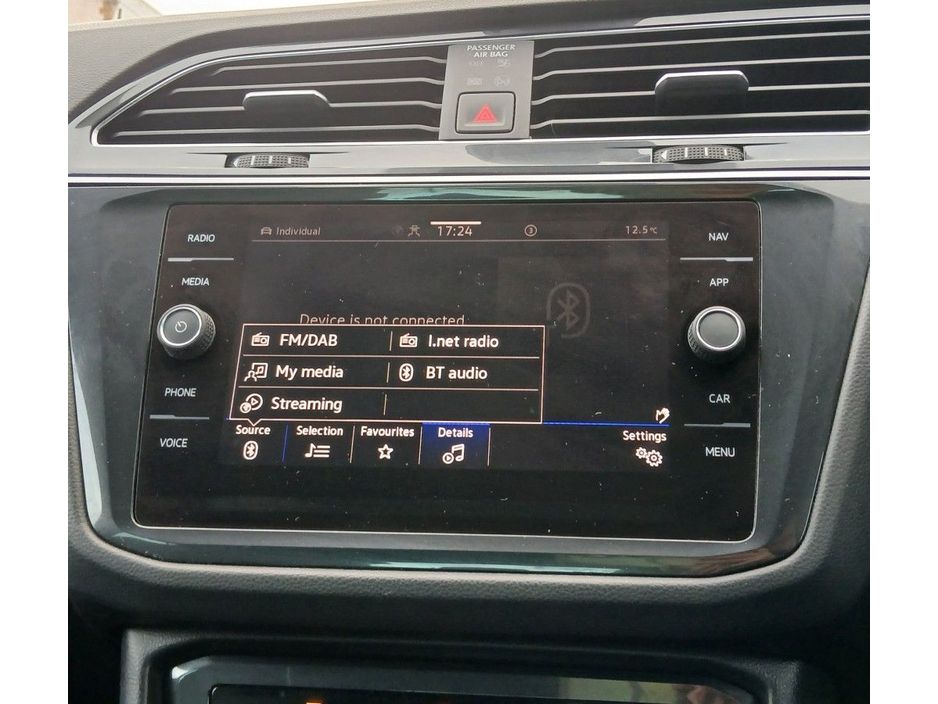 PASSENGER
AIR BAG
RADIO
MEDIA
PHONE
VOICE
Individual
17:24
3
12.5 °C
Device is not connected.
FM/DAB
I.net radio
My media
BT audio
Streaming
Source
Selection
Favourites
Details
Settings
NAV
APP
CAR
MENU